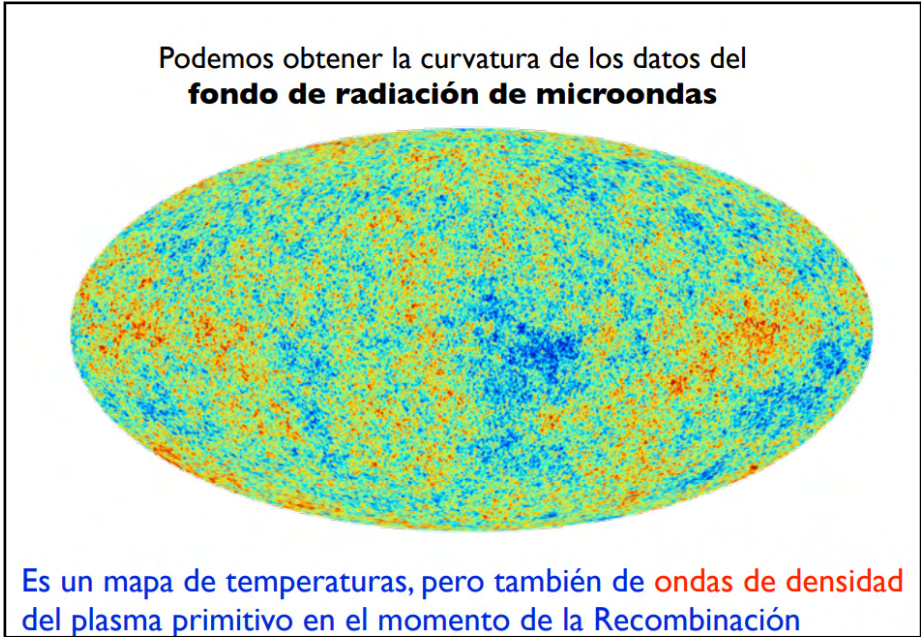 Podemos obtener la curvatura de los datos del
fondo de radiación de microondas
Es un mapa de temperaturas, pero también de ondas de densidad
del plasma primitivo en el momento de la Recombinación